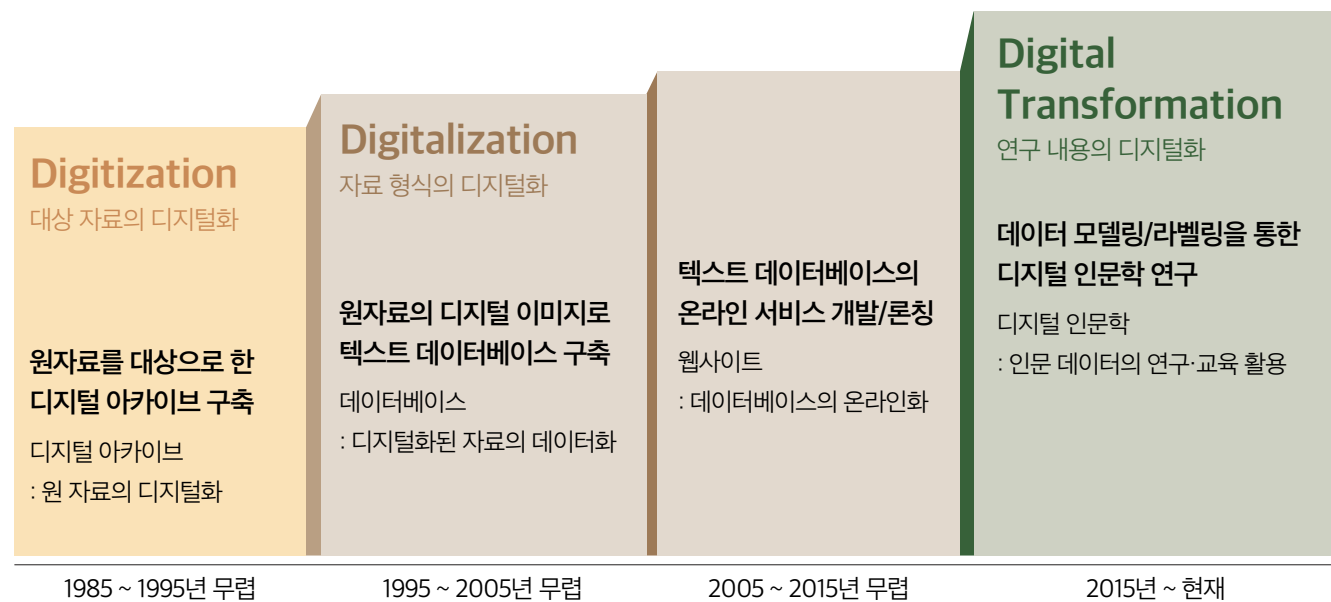 Digitization
대상 자료의 디지털화
원자료를 대상으로 한
디지털 아카이브 구축
디지털 아카이브
: 원 자료의 디지털화
1985 ~ 1995년 무렵
Digitalization
자료 형식의 디지털화
원자료의 디지털 이미지로
텍스트 데이터베이스 구축
데이터베이스
: 디지털화된 자료의 데이터화
1995 ~ 2005년 무렵
텍스트 데이터베이스의
온라인 서비스 개발/론칭
웹사이트
: 데이터베이스의 온라인화
2005 ~ 2015년 무렵
Digital
Transformation
연구 내용의 디지털화
데이터 모델링/라벨링을 통한
디지털 인문학 연구
디지털 인문학
: 인문 데이터의 연구·교육 활용
2015년 ~ 현재